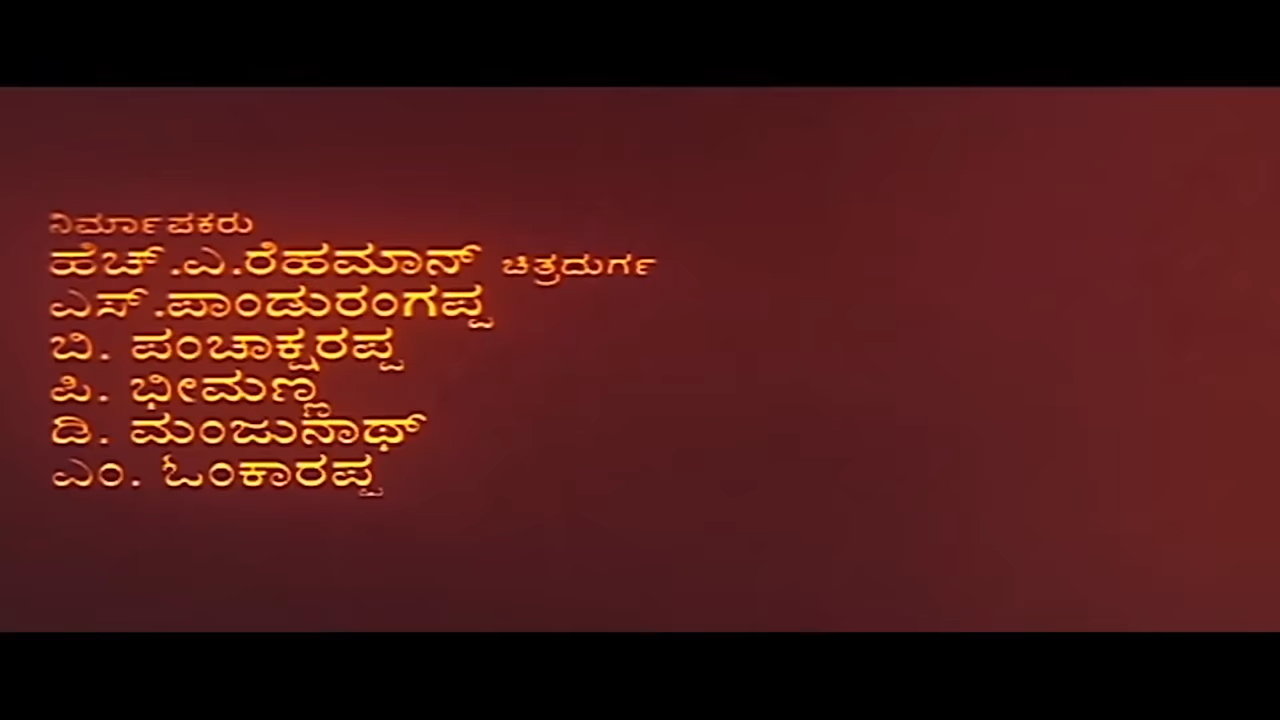 ನಿರ್ಮಾಪಕರು
ಹೆಚ್.ಎ.ರೆಹಮಾನ್ ಚಿತ್ರದುರ್ಗ
ಎಸ್.ಪಾಂಡುರಂಗಪ್ಪ
ಬಿ. ಪಂಚಾಕ್ಷರಪ್ಪ
ಪಿ. ಭೀಮಣ್ಣ
ಡಿ. ಮಂಜುನಾಥ್
ಎಂ. ಓಂಕಾರಪ್ಪ